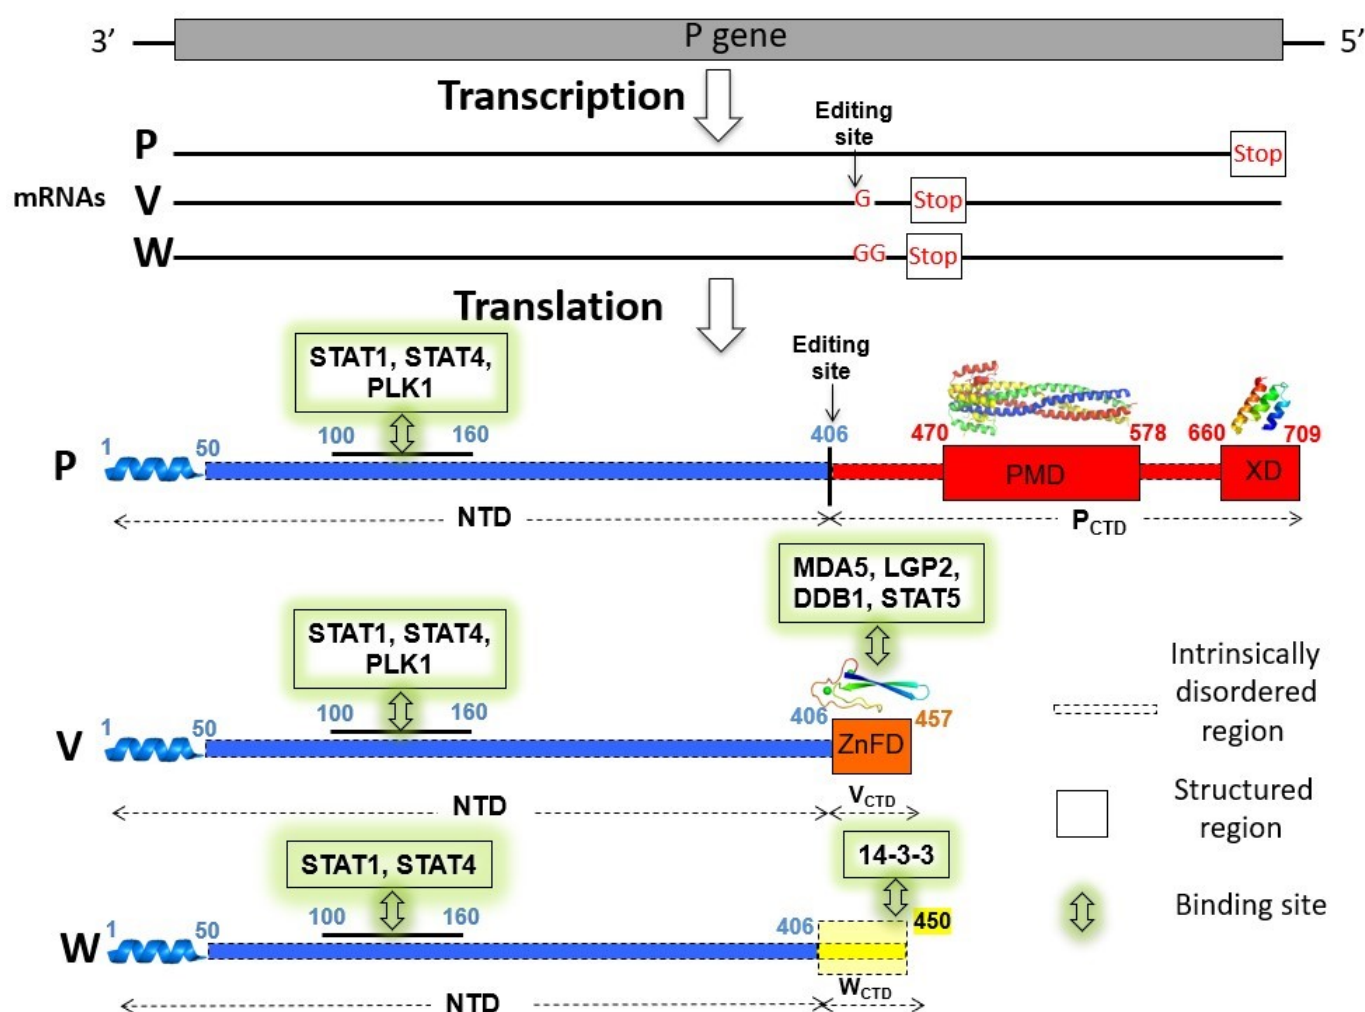 3’ P gene 5’
Transcription
Editing
site
P Stop
mRNAs V G Stop
W GG Stop
Translation
STAT1, STAT4,
PLK1
Editing
site
100 160
1 50 406 470 578 660 709
P PMD XD
NTD PCTD
MDA5, LGP2,
DDB1, STAT5
STAT1, STAT4,
PLK1
100 160
1 50 406 457
V ZnFD
NTD VCTD
14-3-3
STAT1, STAT4
100 160
1 50 406 450
W
NTD WCTD
Intrinsically
disordered
region
Structured
region
Binding site